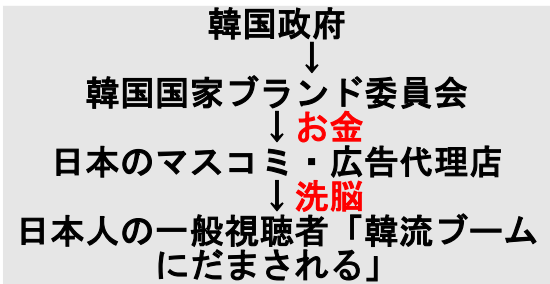 韓国政府
↓
韓国国家ブランド委員会
↓お金
日本のマスコミ・広告代理店
↓洗脳
日本人の一般視聴者「韓流ブーム
にだまされる」